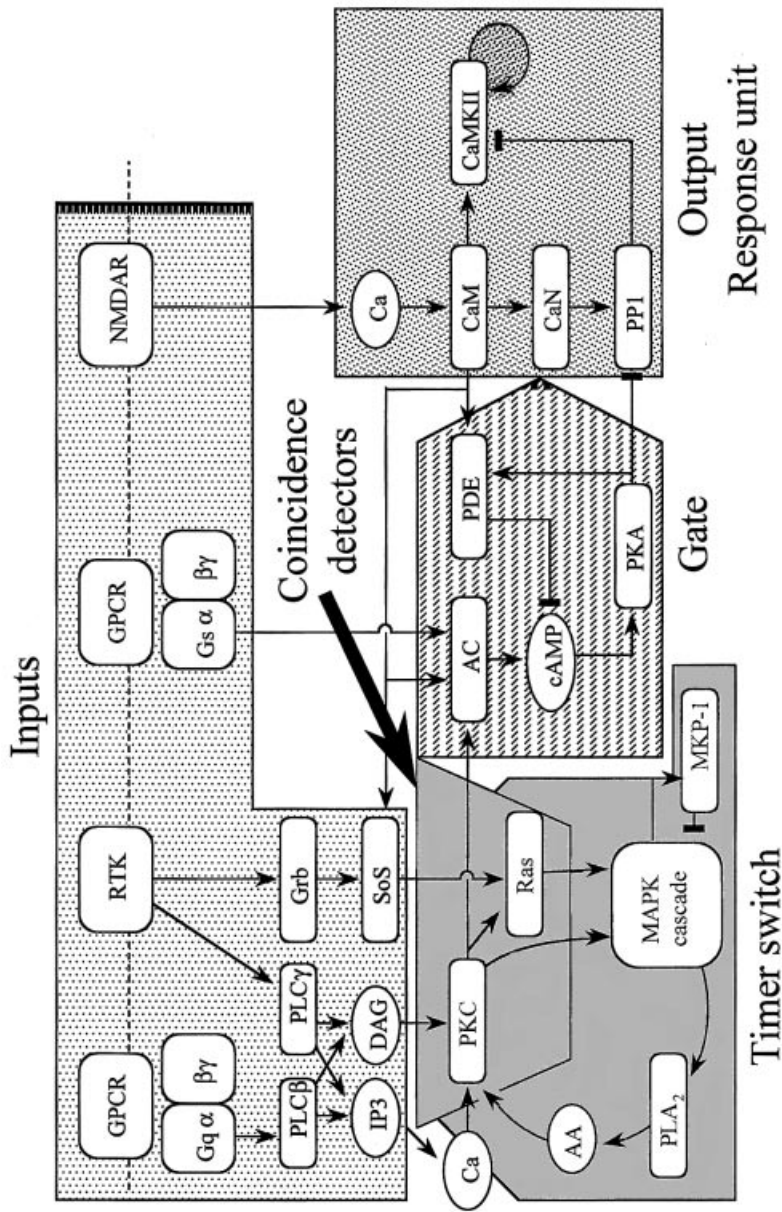 Inputs
GPCR
RTK
GPCR
NMDAR
Gq α
βγ
Gs α
βγ
PLCβ
PLCγ
Grb
IP3
DAG
SoS
Coincidence
detectors
Ca
Ca
PKC
Ras
AC
PDE
CaM
CaMKII
AA
cAMP
CaN
PLA2
MAPK
cascade
MKP-1
PKA
PP1
Timer switch
Gate
Output
Response unit